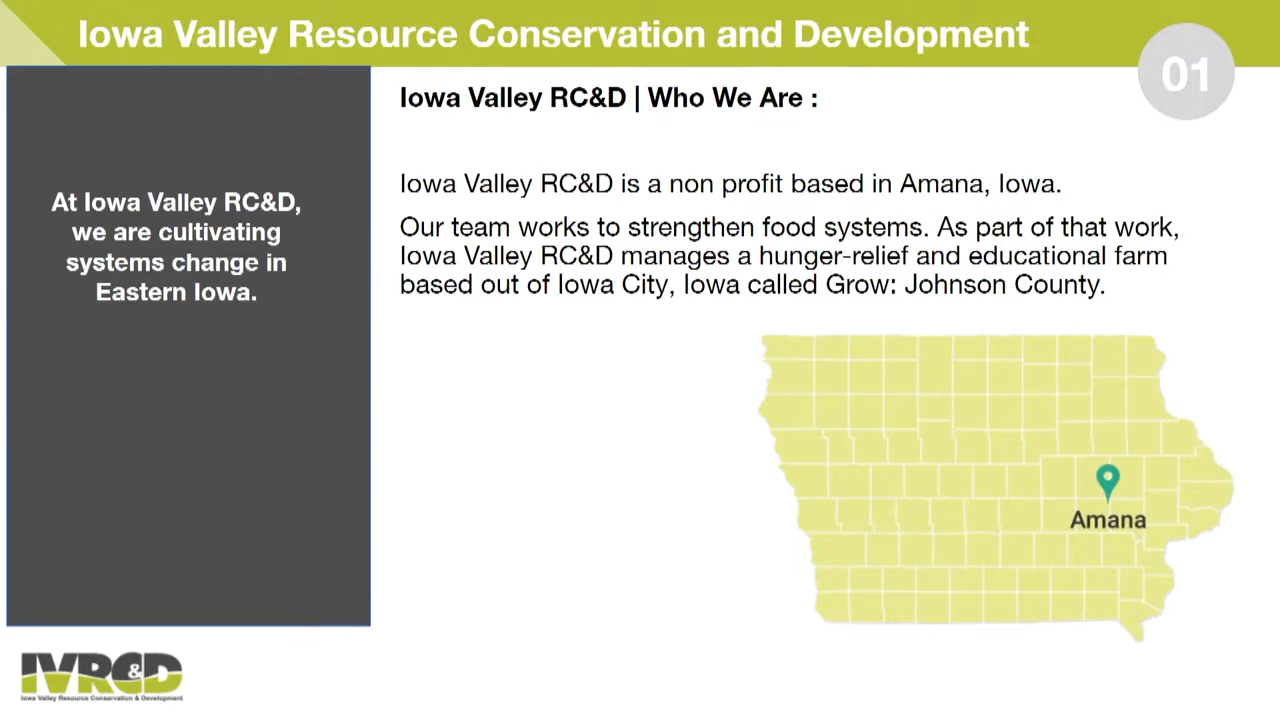 Iowa Valley Resource Conservation and Development
01
At Iowa Valley RC&D,
we are cultivating
systems change in
Eastern Iowa.
Iowa Valley RC&D | Who We Are :
Iowa Valley RC&D is a non profit based in Amana, Iowa.
Our team works to strengthen food systems. As part of that work,
Iowa Valley RC&D manages a hunger-relief and educational farm
based out of Iowa City, Iowa called Grow: Johnson County.
Amana
IVRC&D
Iowa Valley Resource Conservation & Development